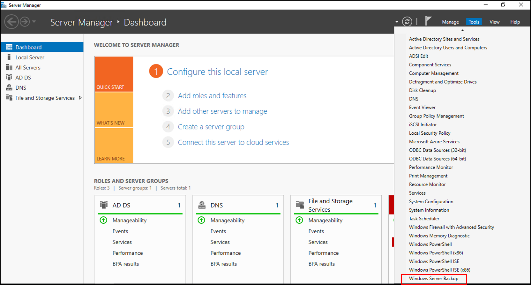 Server Manager
Server Manager • Dashboard
Manage
Tools
View
Help
Dashboard
Local Server
All Servers
AD DS
DNS
File and Storage Services
WELCOME TO SERVER MANAGER
QUICK START
WHAT'S NEW
LEARN MORE
1 Configure this local server
2 Add roles and features
3 Add other servers to manage
4 Create a server group
5 Connect this server to cloud services
ROLES AND SERVER GROUPS
Roles: 3 | Server groups: 1 | Servers total: 1
AD DS 1
Manageability
Events
Services
Performance
BPA results
DNS 1
Manageability
Events
Services
Performance
BPA results
File and Storage Services 1
Manageability
Events
Services
Performance
BPA results
Active Directory Sites and Services
Active Directory Users and Computers
ADSI Edit
Component Services
Computer Management
Defragment and Optimize Drives
Disk Cleanup
DNS
Event Viewer
Group Policy Management
iSCSI Initiator
Local Security Policy
Microsoft Azure Services
ODBC Data Sources (32-bit)
ODBC Data Sources (64-bit)
Performance Monitor
Print Management
Resource Monitor
Services
System Configuration
System Information
Task Scheduler
Windows Firewall with Advanced Security
Windows Memory Diagnostic
Windows PowerShell
Windows PowerShell (x86)
Windows PowerShell ISE
Windows PowerShell ISE (x86)
Windows Server Backup